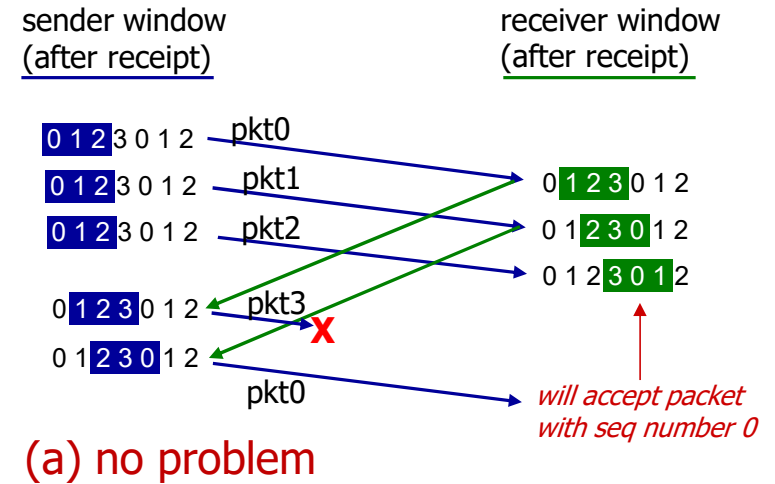 sender window
(after receipt)
receiver window
(after receipt)
0 1 2 3 0 1 2
pkt0
0 1 2 3 0 1 2
0 1 2 3 0 1 2
pkt1
0 1 2 3 0 1 2
0 1 2 3 0 1 2
pkt2
0 1 2 3 0 1 2
0 1 2 3 0 1 2
pkt3
X
0 1 2 3 0 1 2
pkt0
will accept packet
with seq number 0
(a) no problem